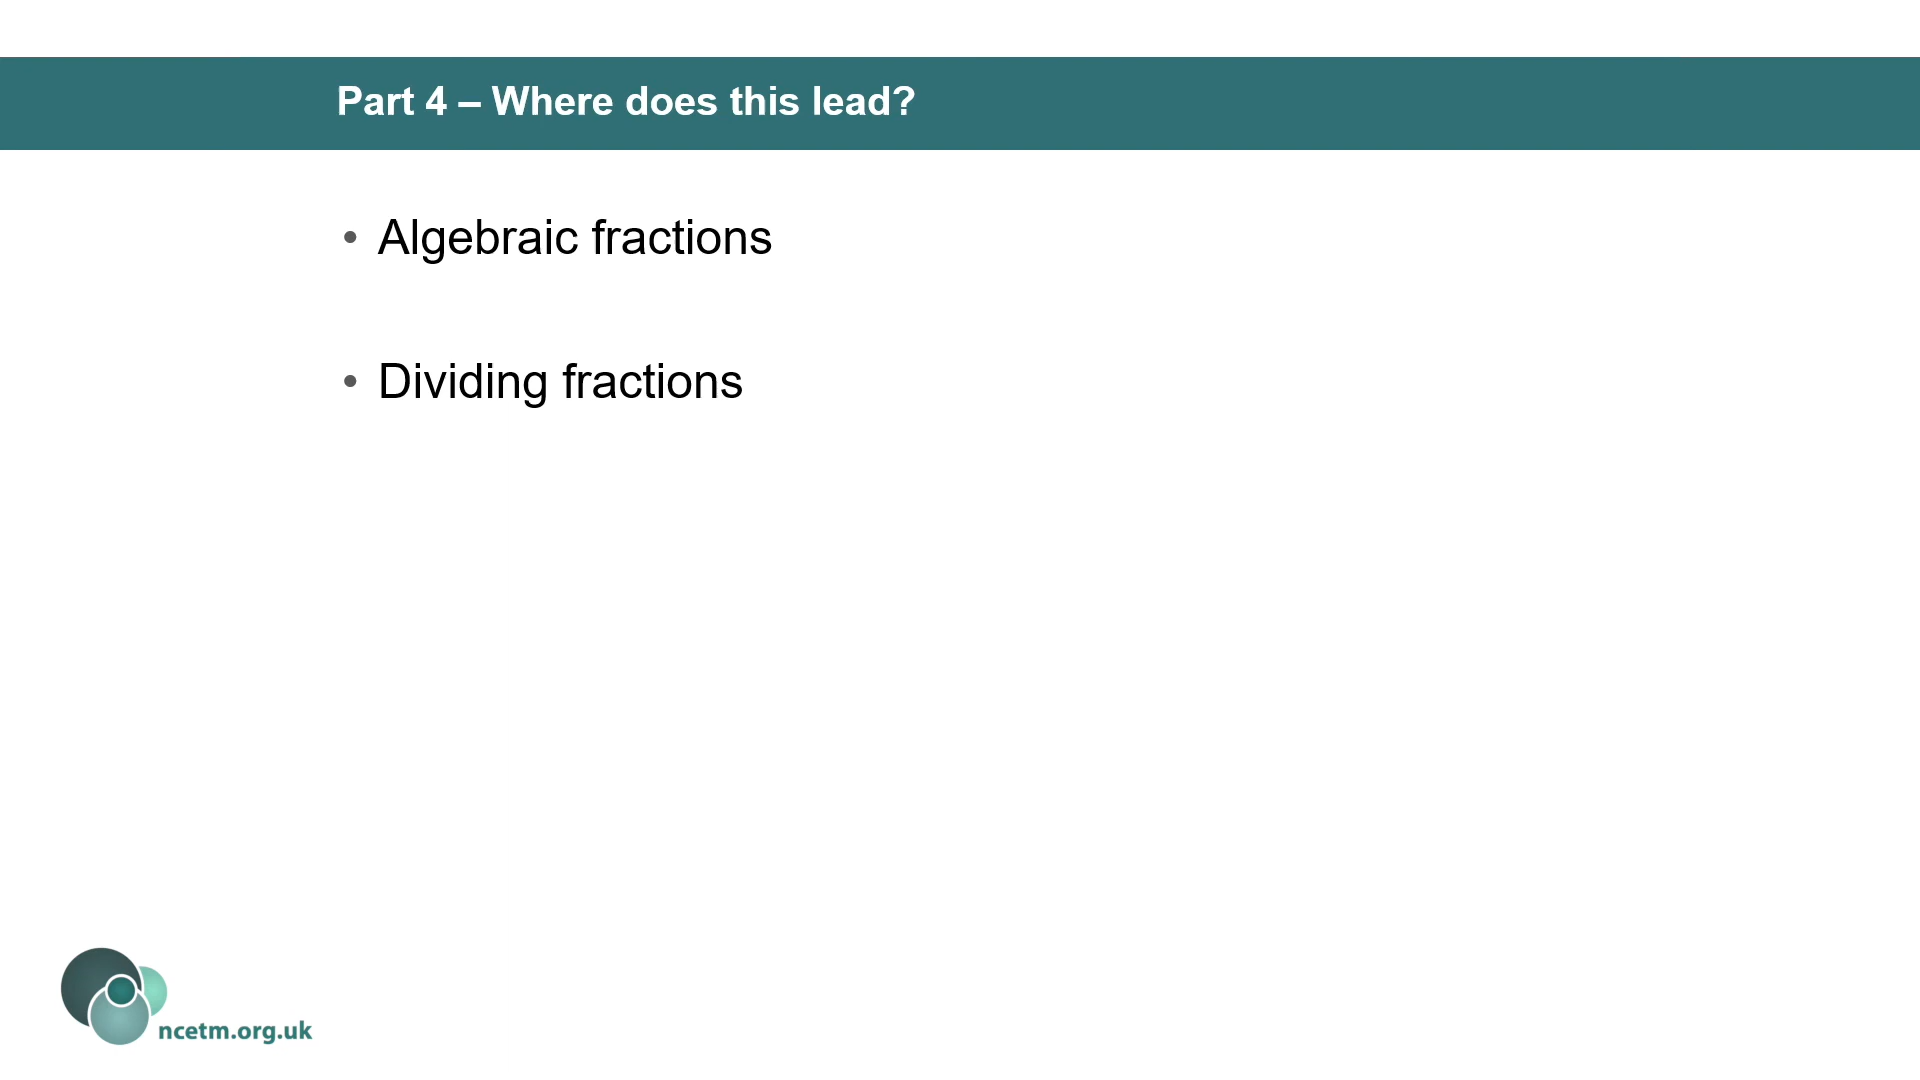 Part 4 – Where does this lead?
• Algebraic fractions
• Dividing fractions
ncetm.org.uk